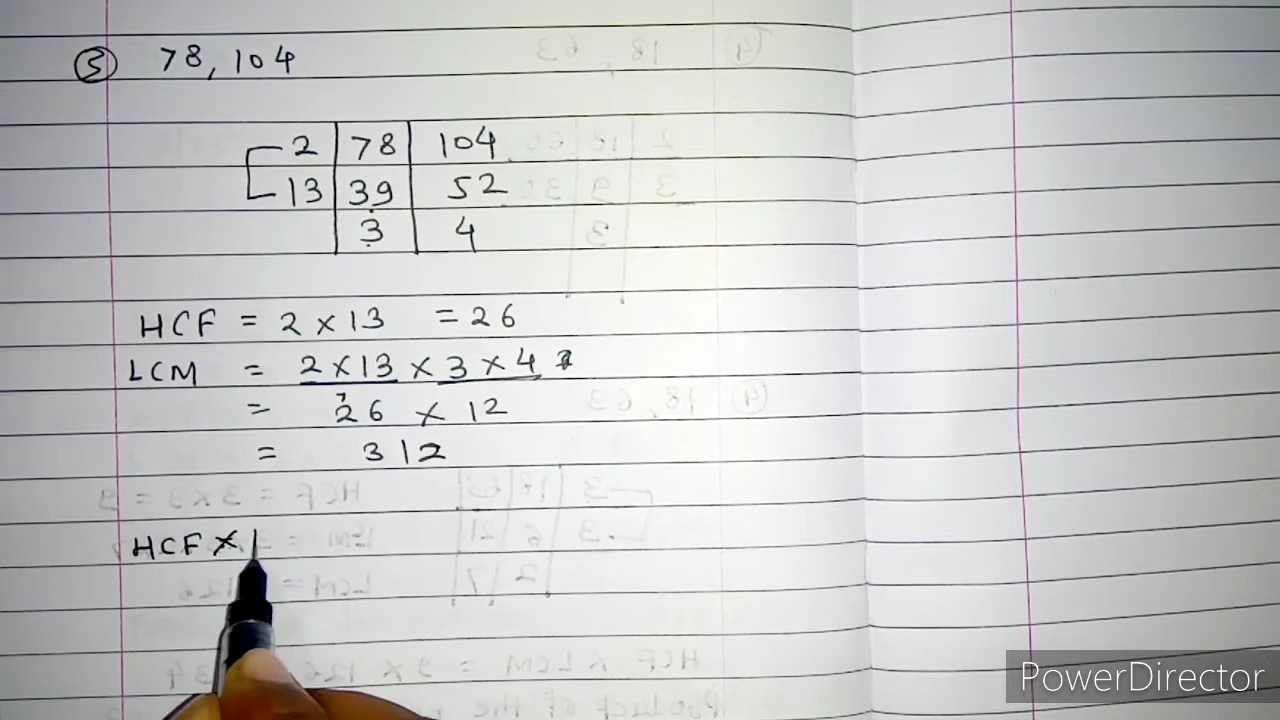 5 78, 104
2 78 104
13 39 52
3 4
HCF = 2 × 13 = 26
LCM = 2 × 13 × 3 × 4
= 26 × 12
= 312
HCF ×
PowerDirector